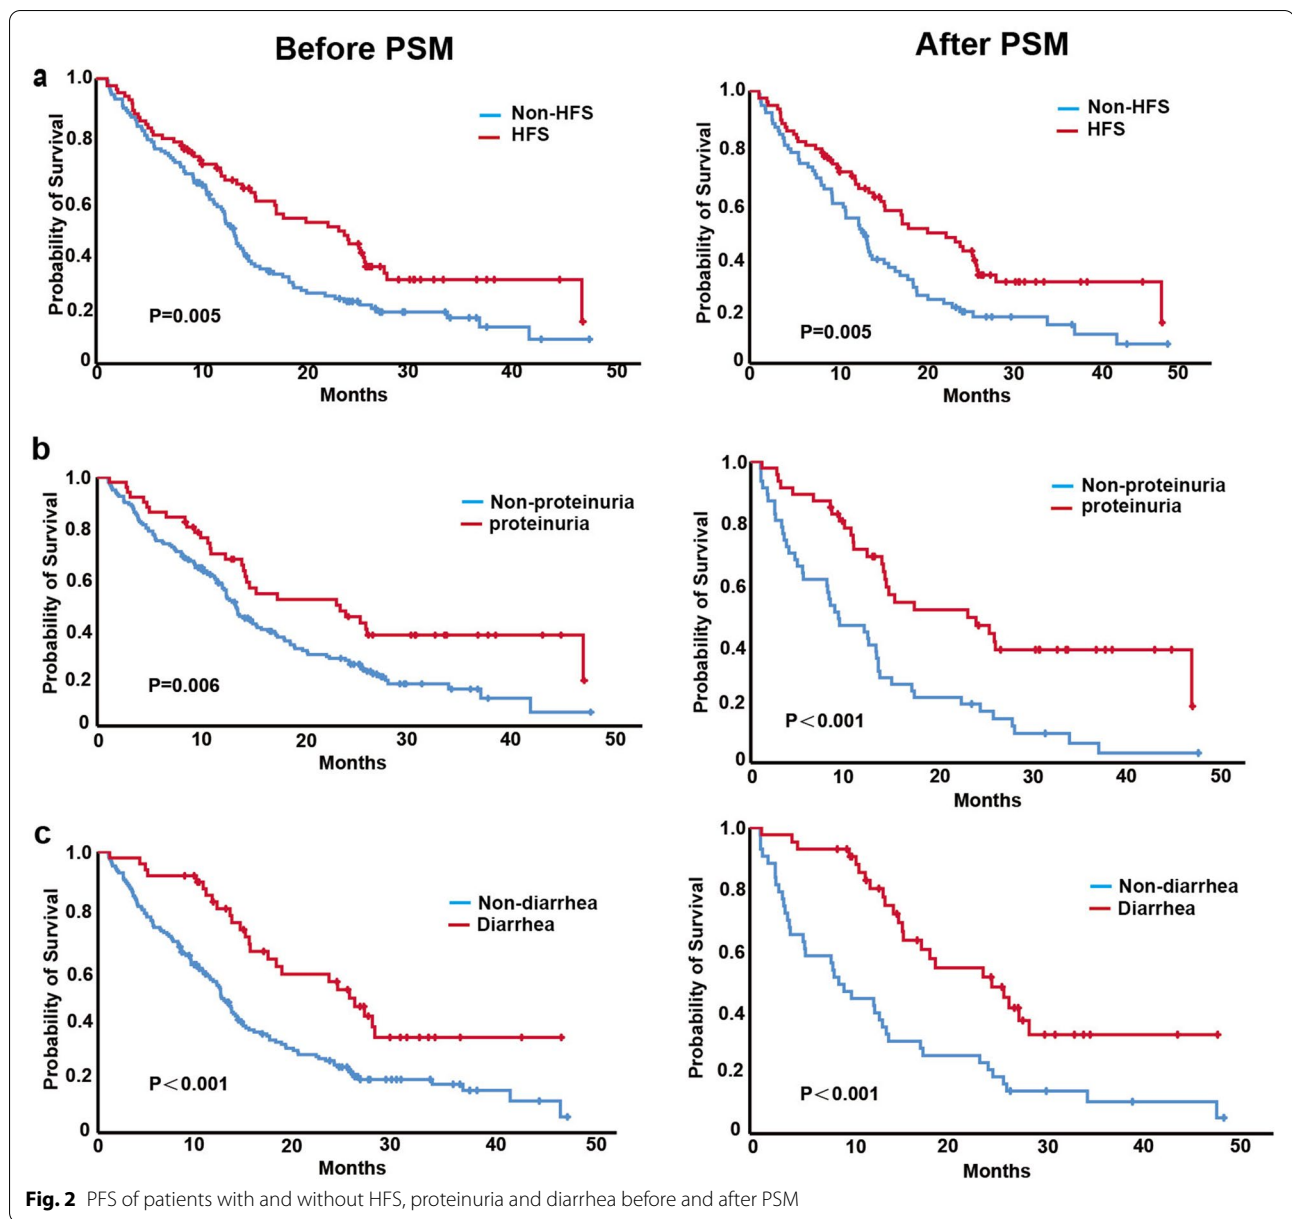 Before PSM
After PSM
a
1.0
0.8
0.6
0.4
0.2
0
Probability of Survival
Non-HFS
HFS
P=0.005
0 10 20 30 40 50
Months
1.0
0.8
0.6
0.4
0.2
0
Probability of Survival
Non-HFS
HFS
P=0.005
0 10 20 30 40 50
Months
b
1.0
0.8
0.6
0.4
0.2
0
Probability of Survival
Non-proteinuria
proteinuria
P=0.006
0 10 20 30 40 50
Months
1.0
0.8
0.6
0.4
0.2
0
Probability of Survival
Non-proteinuria
proteinuria
P＜0.001
0 10 20 30 40 50
Months
c
1.0
0.8
0.6
0.4
0.2
0
Probability of Survival
Non-diarrhea
Diarrhea
P＜0.001
0 10 20 30 40 50
Months
1.0
0.8
0.6
0.4
0.2
0
Probability of Survival
Non-diarrhea
Diarrhea
P＜0.001
0 10 20 30 40 50
Months
Fig. 2 PFS of patients with and without HFS, proteinuria and diarrhea before and after PSM